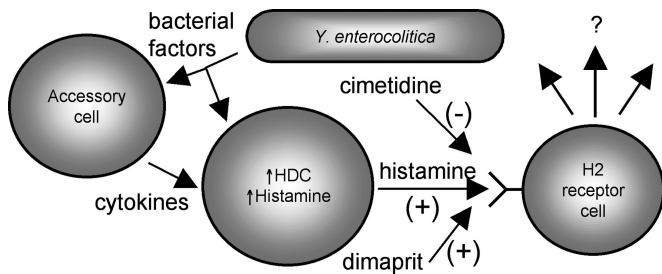 bacterial
factors
Y. enterocolitica
?
Accessory
cell
cimetidine
(-)
↑HDC
↑Histamine
histamine
(+)
H2
receptor
cell
cytokines
dimaprit
(+)